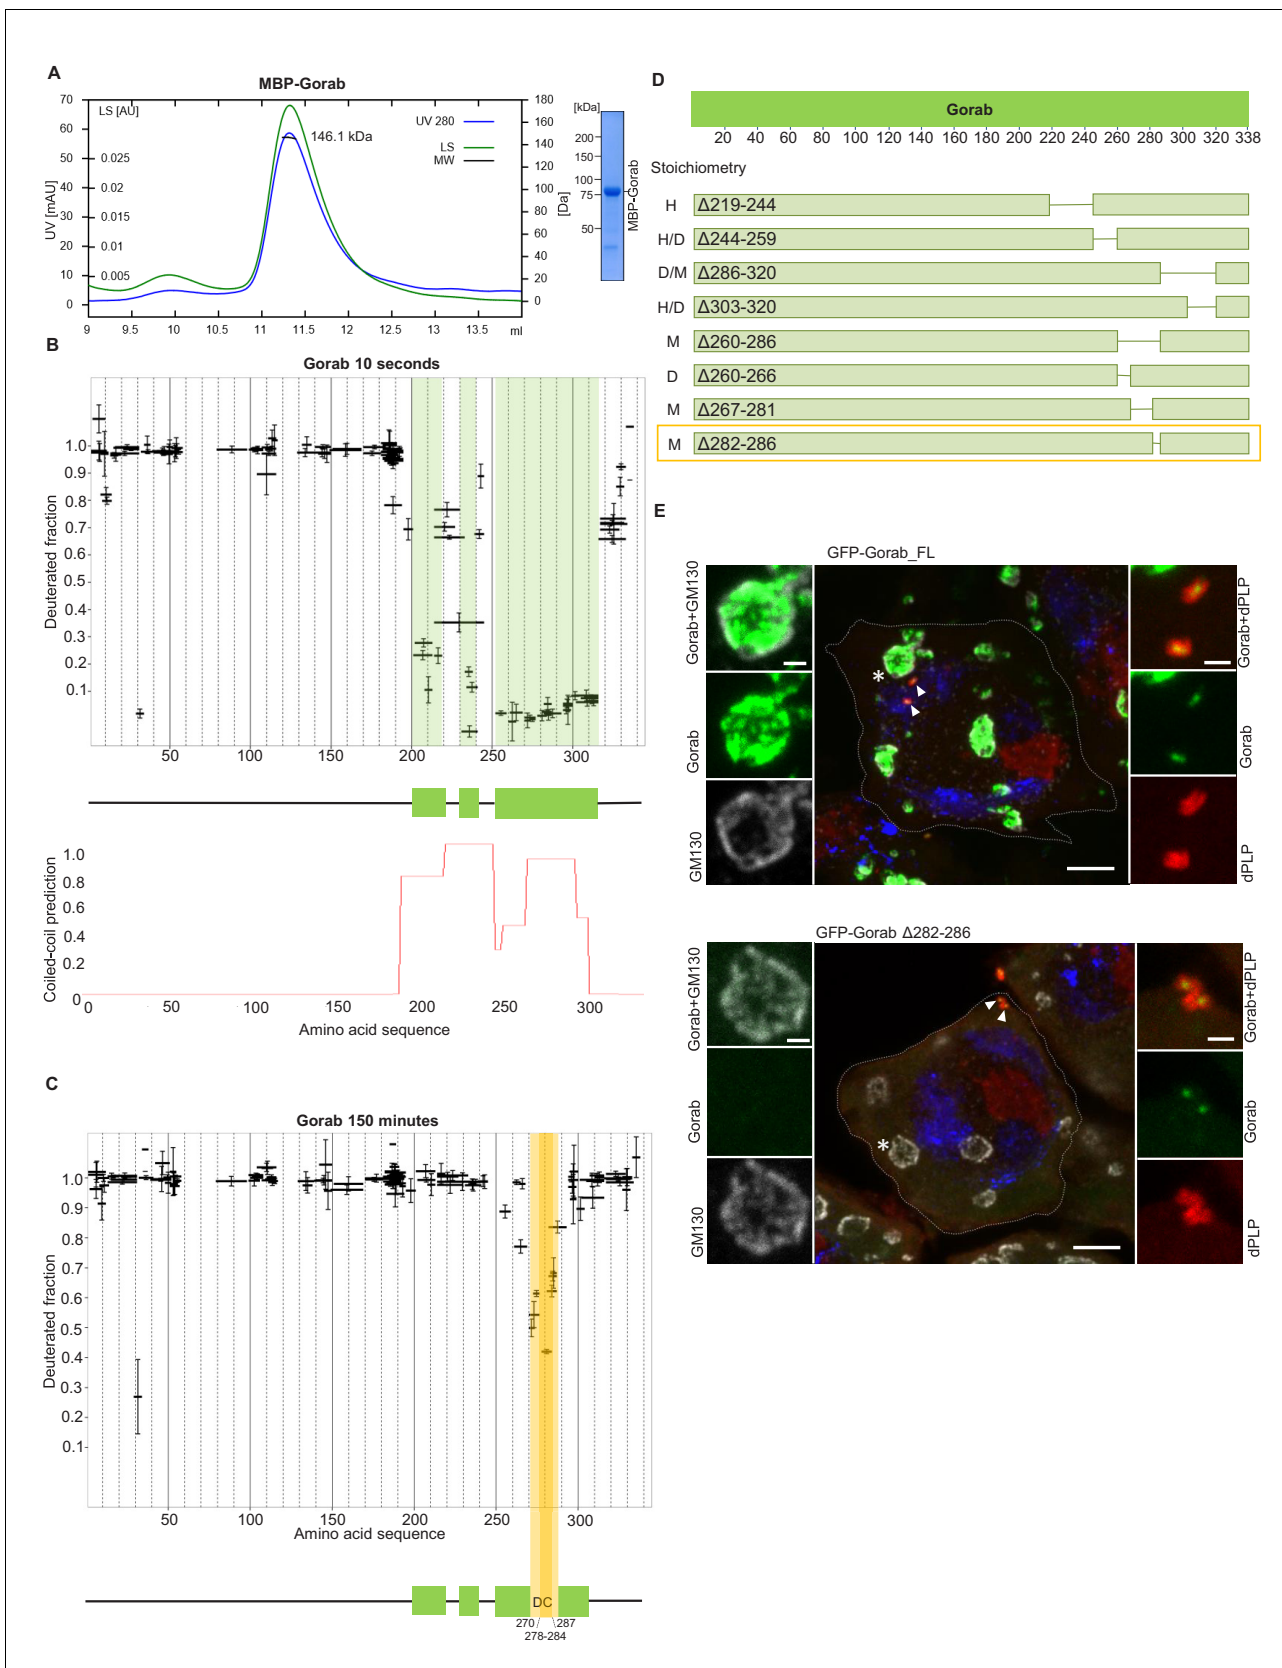 A
MBP-Gorab
70
60
50
40
30
20
10
0
UV [mAU]
LS [AU]
0.025
0.02
0.015
0.01
0.005
146.1 kDa
UV 280
LS
MW
180
160
140
120
100
80
60
40
20
0
[Da]
9 9.5 10 10.5 11 11.5 12 12.5 13 13.5 ml
[kDa]
200
150
100
75
50
MBP-Gorab
B
Gorab 10 seconds
Deuterated fraction
1.0
0.9
0.8
0.7
0.6
0.5
0.4
0.3
0.2
0.1
50 100 150 200 250 300
Coiled-coil prediction
1.0
0.8
0.6
0.4
0.2
0
0 50 100 150 200 250 300
Amino acid sequence
C
Gorab 150 minutes
Deuterated fraction
1.0
0.9
0.8
0.7
0.6
0.5
0.4
0.3
0.2
0.1
50 100 150 200 250 300
Amino acid sequence
DC
270 287
278-284
D
Gorab
20 40 60 80 100 120 140 160 180 200 220 240 260 280 300 320 338
Stoichiometry
H Δ219-244
H/D Δ244-259
D/M Δ286-320
H/D Δ303-320
M Δ260-286
D Δ260-266
M Δ267-281
M Δ282-286
E
GFP-Gorab_FL
Gorab+GM130
Gorab
GM130
*
Gorab+dPLP
Gorab
dPLP
GFP-Gorab Δ282-286
Gorab+GM130
Gorab
GM130
*
Gorab+dPLP
Gorab
dPLP